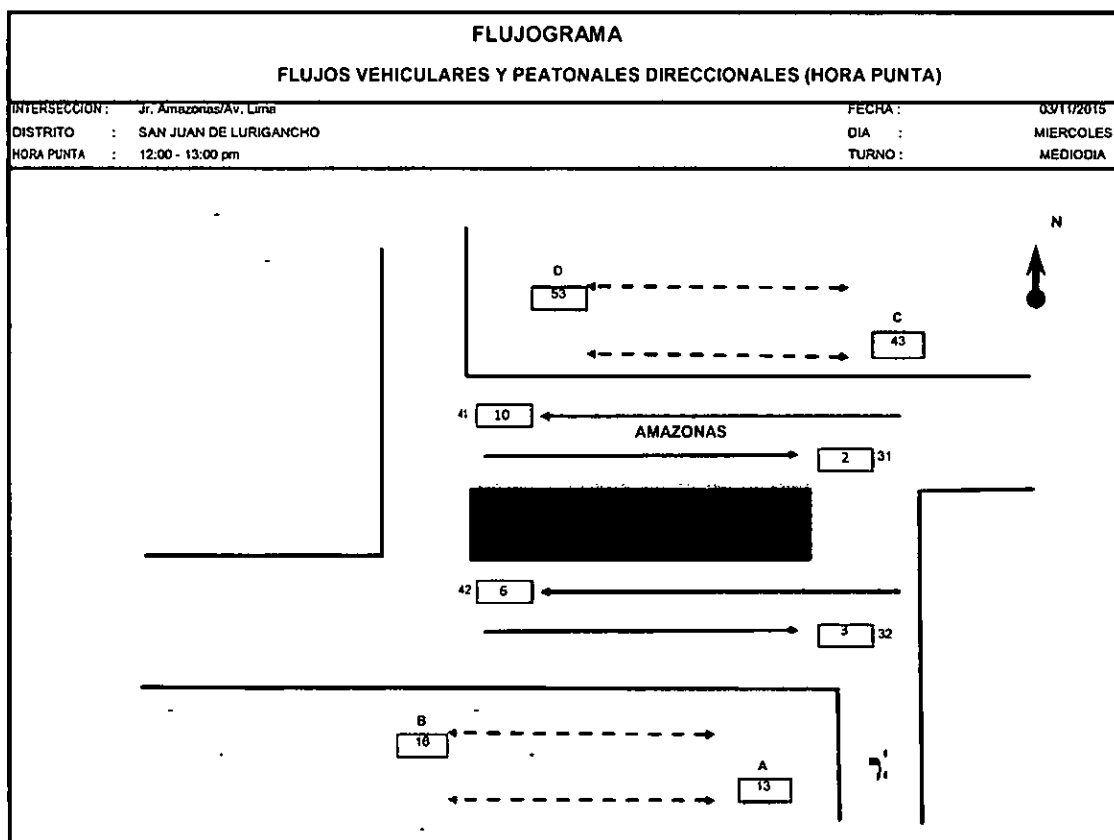 FLUJOGRAMA
FLUJOS VEHICULARES Y PEATONALES DIRECCIONALES (HORA PUNTA)
INTERSECCION : Jr. Amazonas/Av. Lima FECHA : 03/11/2015
DISTRITO : SAN JUAN DE LURIGANCHO DIA : MIERCOLES
HORA PUNTA : 12:00 - 13:00 pm TURNO : MEDIODIA
N
D
53
C
43
41 10
AMAZONAS
2 31
42 6
3 32
B
16
A
13